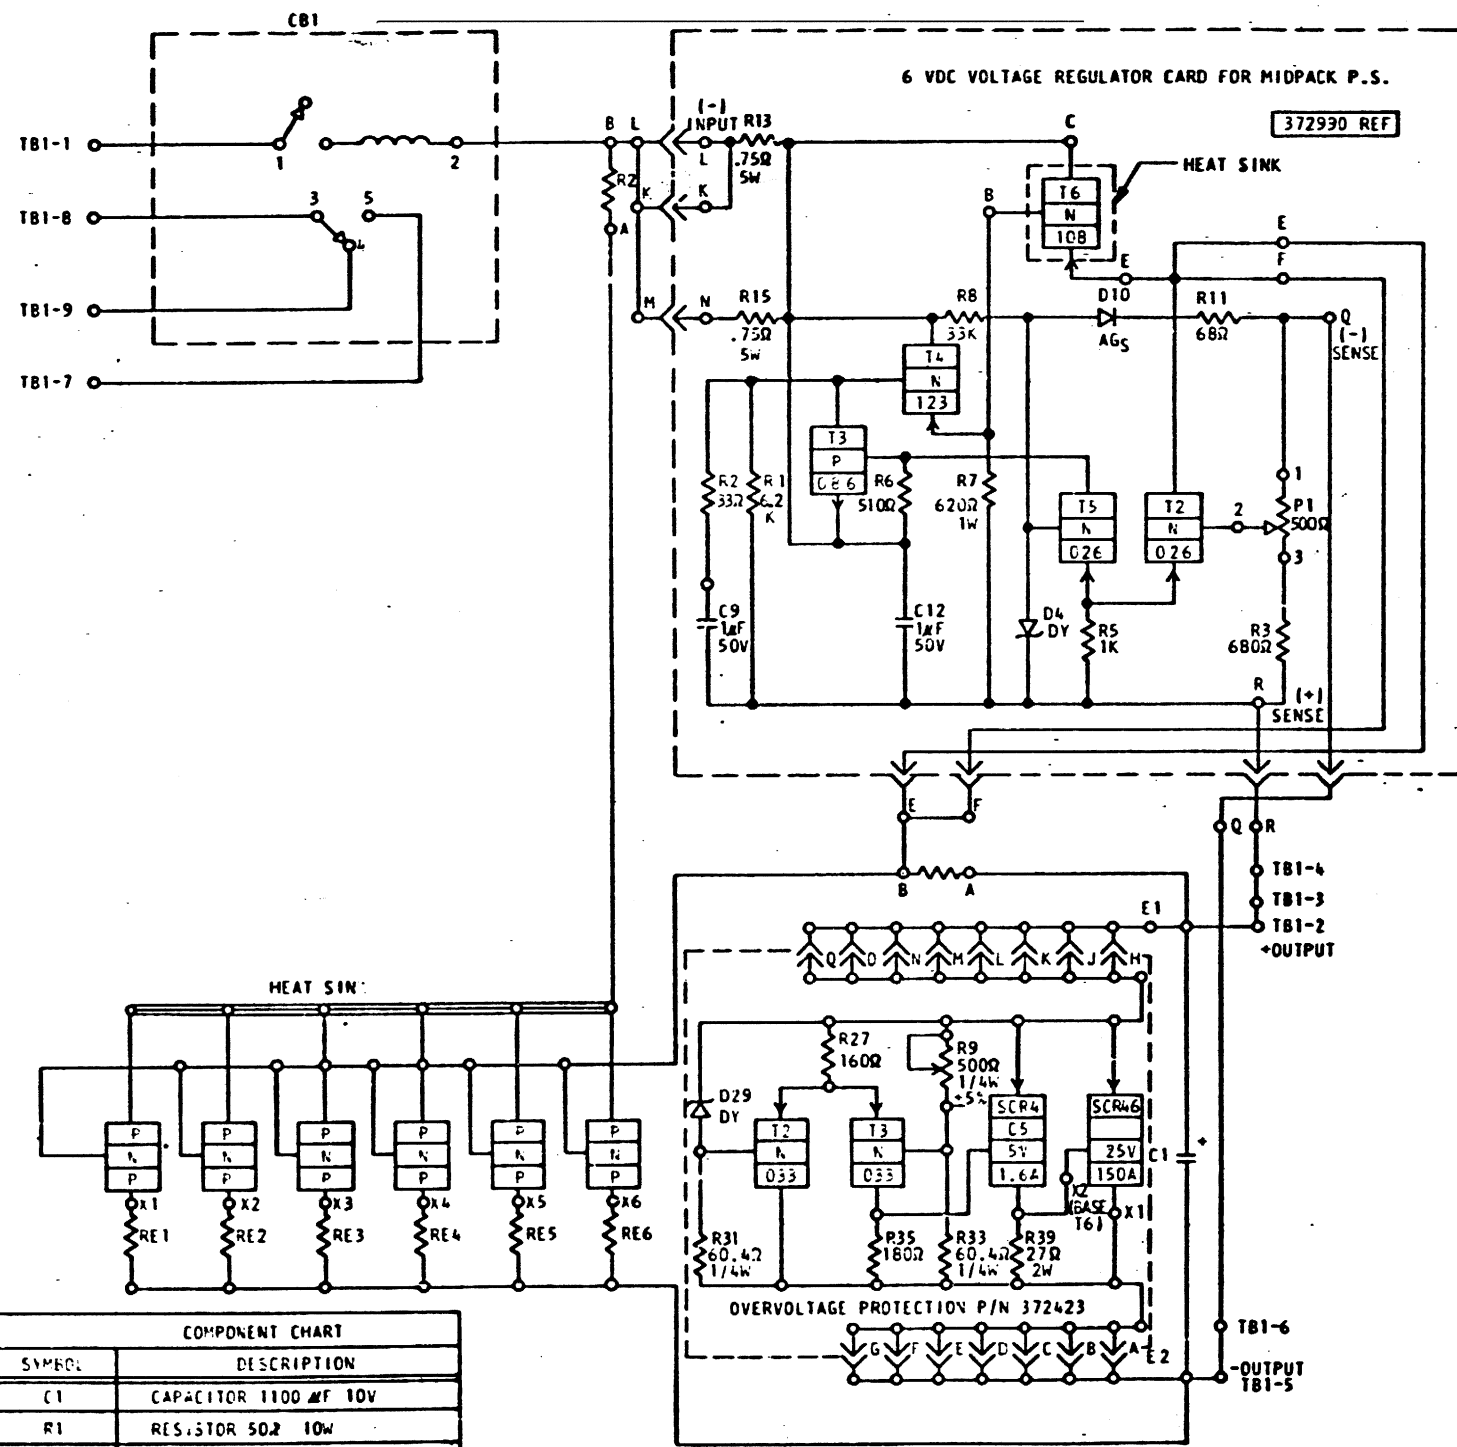 CB1
6 VDC VOLTAGE REGULATOR CARD FOR MIDPACK P.S.
372990 REF
TB1-1
1
2
B
L
(-)
INPUT
L
R13
.75Ω
5W
C
HEAT SINK
T6
N
108
B
R2
K
K
A
TB1-8
3
5
4
E
E
F
TB1-9
M
N
R15
.75Ω
5W
R8
33K
D10
AGS
R11
68Ω
Q
(-)
SENSE
TB1-7
T4
N
123
T3
P
086
R2
33Ω
R1
6.2
K
R6
510Ω
R7
620Ω
1W
T5
N
026
T2
N
026
1
2
P1
500Ω
3
C9
1µF
50V
C12
1µF
50V
D4
DY
R5
1K
R3
680Ω
R
(+)
SENSE
E
F
Q
R
B
A
TB1-4
TB1-3
E1
TB1-2
+OUTPUT
Q
N
M
L
K
J
H
HEAT SIN
R27
160Ω
R9
500Ω
1/4W
±5%
D29
DY
T2
N
033
T3
N
033
SCR4
C5
5V
1.6A
SCR46
25V
150A
C1
+
P
N
P
P
N
P
P
N
P
P
N
P
P
N
P
P
N
P
X1
X2
X3
X4
X5
X6
RE1
RE2
RE3
RE4
RE5
RE6
X2
(BASE
T6)
X1
R31
60.4Ω
1/4W
R35
180Ω
R33
60.4Ω
1/4W
R39
27Ω
2W
OVERVOLTAGE PROTECTION P/N 372423
G
F
E
D
C
B
A
E2
TB1-6
-OUTPUT
TB1-5
COMPONENT CHART
SYMBOL
DESCRIPTION
C1
CAPACITOR 1100 µF 10V
R1
RESISTOR 50Ω 10W